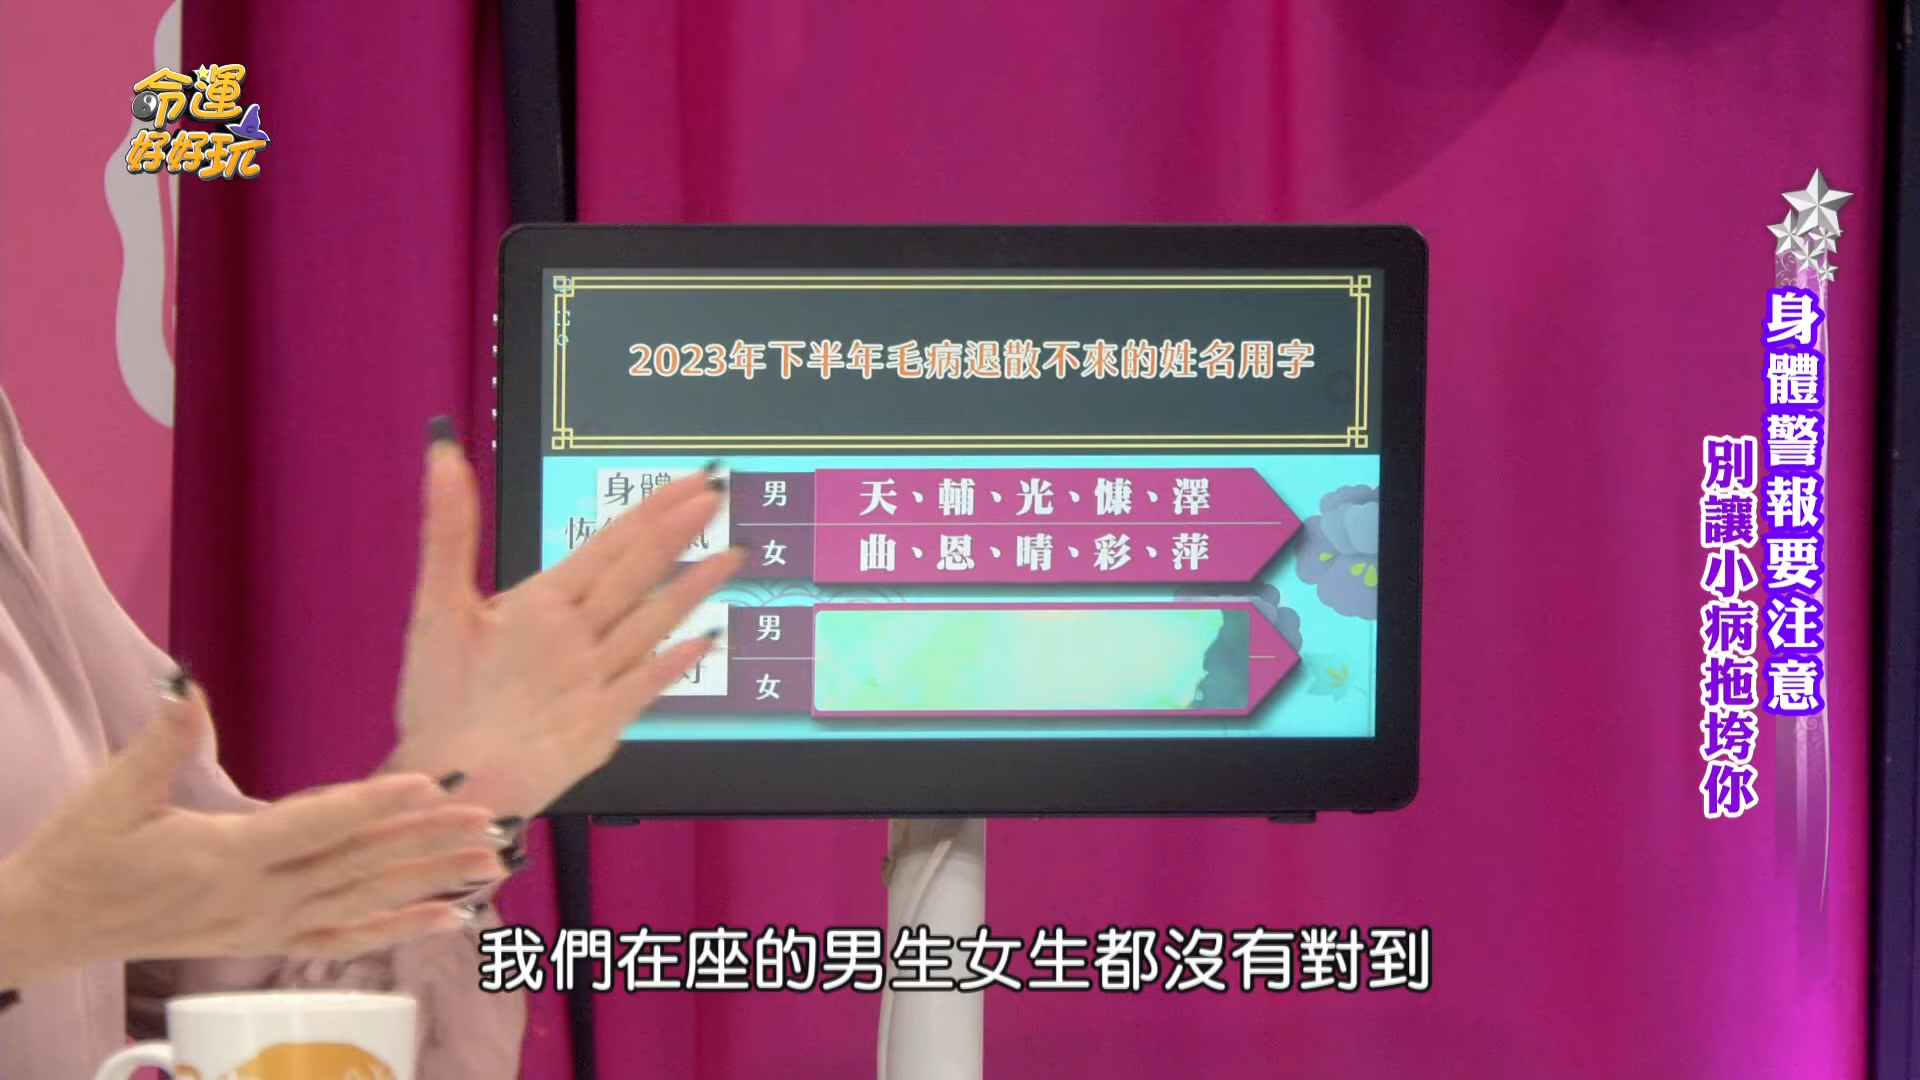 命運
好好玩
2023年下半年毛病退散不來的姓名用字
身體
恢
男
天、輔、光、慷、澤
女
曲、恩、晴、彩、萍
男
女
身體警報要注意
別讓小病拖垮你
我們在座的男生女生都沒有對到